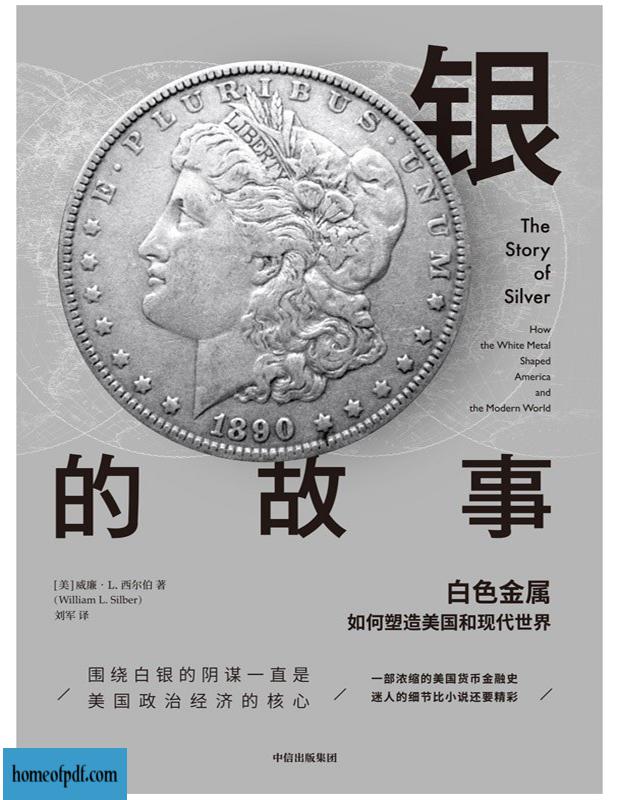 银
E·PLURIBUS·UNUM
LIBERTY
1890
The
Story
of
Silver
How
the White Metal
Shaped
America
and
the Modern World
的故事
[美]威廉·L. 西尔伯 著
(William L. Silber)
刘军 译
白色金属
如何塑造美国和现代世界
围绕白银的阴谋一直是
美国政治经济的核心
一部浓缩的美国货币金融史
迷人的细节比小说还要精彩
中信出版集团
homeofpdf.com